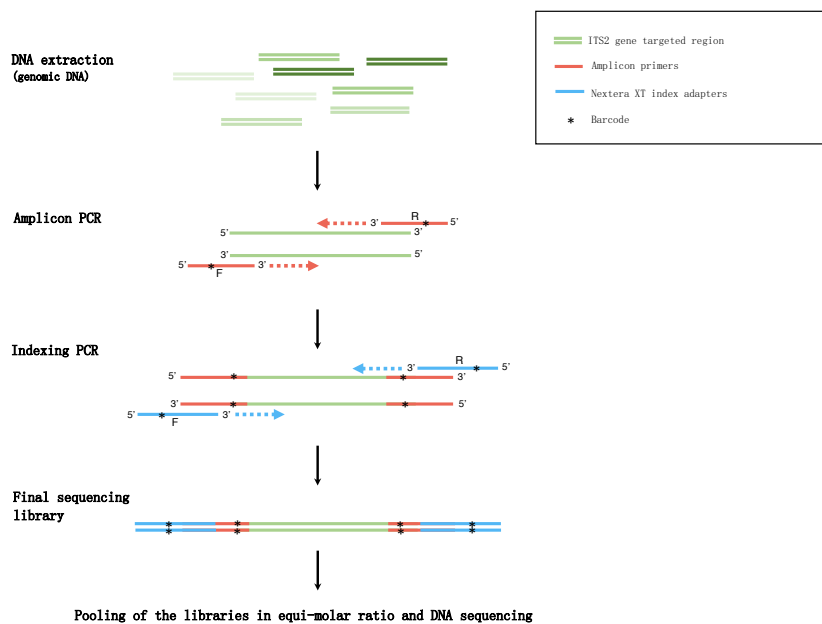 DNA extraction
(genomic DNA)
ITS2 gene targeted region
Amplicon primers
Nextera XT index adapters
* Barcode
Amplicon PCR
3’ R * 5’
5’ 3’
3’ 5’
5’ * 3’
F
Indexing PCR
3’ R * 5’
5’ * * 3’
3’ * * 5’
5’ * 3’
F
Final sequencing
library
* * * *
* * * *
Pooling of the libraries in equi-molar ratio and DNA sequencing